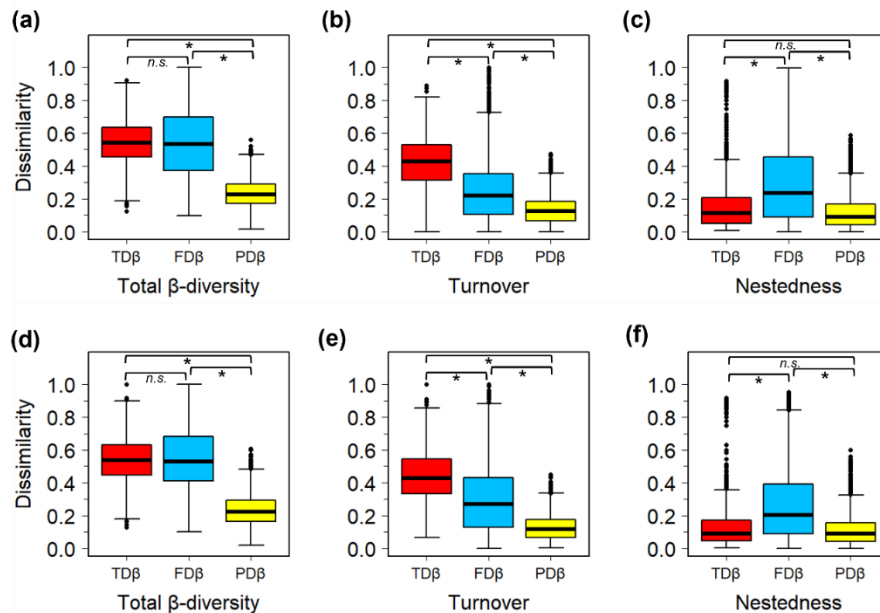 (a) (b) (c)
* * n.s.
n.s. * * * * *
1.0 1.0 1.0
0.8 0.8 0.8
0.6 0.6 0.6
0.4 0.4 0.4
0.2 0.2 0.2
0.0 0.0 0.0
Dissimilarity
TDβ FDβ PDβ TDβ FDβ PDβ TDβ FDβ PDβ
Total β-diversity Turnover Nestedness
(d) (e) (f)
* * n.s.
n.s. * * * * *
1.0 1.0 1.0
0.8 0.8 0.8
0.6 0.6 0.6
0.4 0.4 0.4
0.2 0.2 0.2
0.0 0.0 0.0
Dissimilarity
TDβ FDβ PDβ TDβ FDβ PDβ TDβ FDβ PDβ
Total β-diversity Turnover Nestedness